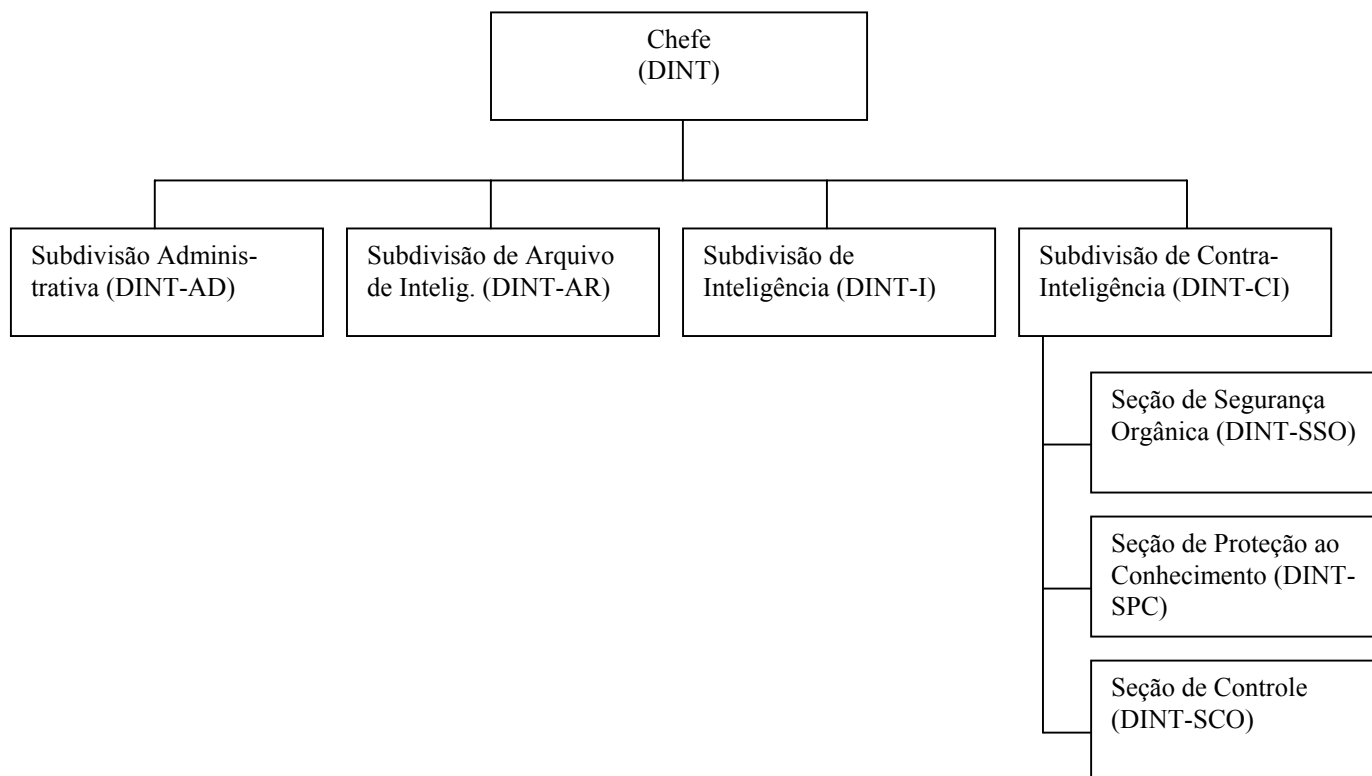 Chefe
(DINT)
Subdivisão Adminis-
trativa (DINT-AD)
Subdivisão de Arquivo
de Intelig. (DINT-AR)
Subdivisão de
Inteligência (DINT-I)
Subdivisão de Contra-
Inteligência (DINT-CI)
Seção de Segurança
Orgânica (DINT-SSO)
Seção de Proteção ao
Conhecimento (DINT-
SPC)
Seção de Controle
(DINT-SCO)